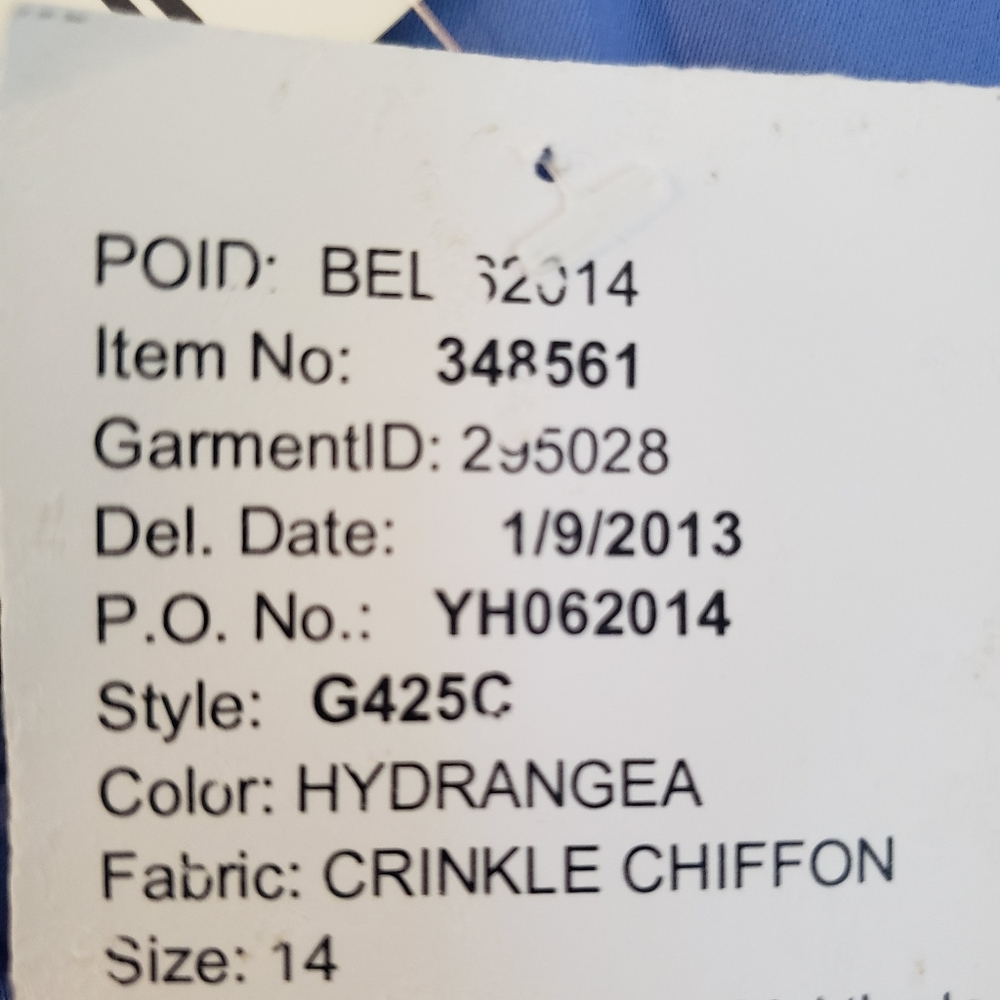 POID: BEL 62014
Item No: 348561
GarmentID: 295028
Del. Date: 1/9/2013
P.O. No.: YH062014
Style: G425C
Color: HYDRANGEA
Fabric: CRINKLE CHIFFON
Size: 14